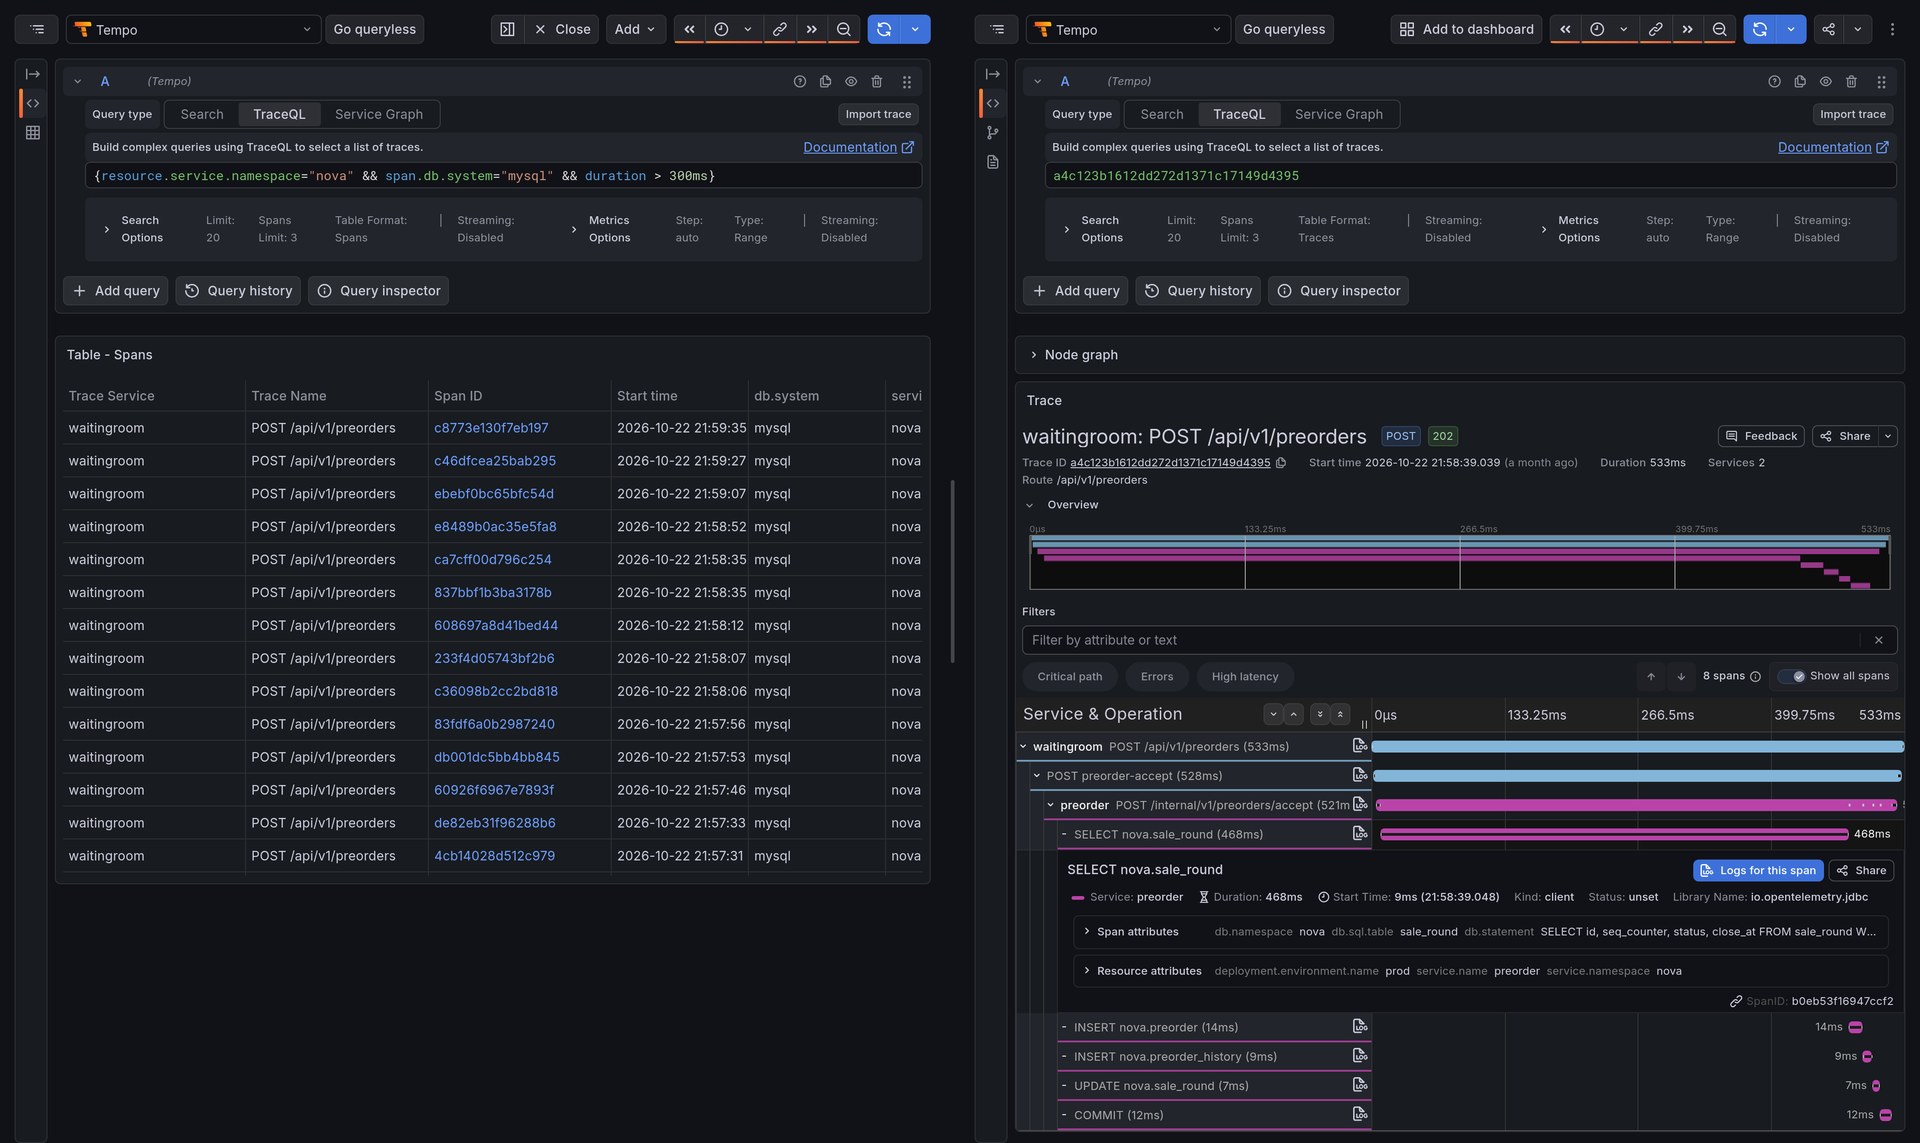 Tempo
Go queryless
Close
Add
A
(Tempo)
Query type
Search
TraceQL
Service Graph
Import trace
Build complex queries using TraceQL to select a list of traces.
Documentation
{resource.service.namespace="nova" && span.db.system="mysql" && duration > 300ms}
Search Options
Limit: 20
Spans Limit: 3
Table Format: Spans
Streaming: Disabled
Metrics Options
Step: auto
Type: Range
Streaming: Disabled
Add query
Query history
Query inspector
Table - Spans
Trace Service Trace Name Span ID Start time db.system servi
waitingroom POST /api/v1/preorders c8773e130f7eb197 2026-10-22 21:59:35 mysql nova
waitingroom POST /api/v1/preorders c46dfcea25bab295 2026-10-22 21:59:27 mysql nova
waitingroom POST /api/v1/preorders ebebf0bc65bfc54d 2026-10-22 21:59:07 mysql nova
waitingroom POST /api/v1/preorders e8489b0ac35e5fa8 2026-10-22 21:58:52 mysql nova
waitingroom POST /api/v1/preorders ca7cff00d796c254 2026-10-22 21:58:35 mysql nova
waitingroom POST /api/v1/preorders 837bbf1b3ba3178b 2026-10-22 21:58:35 mysql nova
waitingroom POST /api/v1/preorders 608697a8d41bed44 2026-10-22 21:58:12 mysql nova
waitingroom POST /api/v1/preorders 233f4d05743bf2b6 2026-10-22 21:58:07 mysql nova
waitingroom POST /api/v1/preorders c36098b2cc2bd818 2026-10-22 21:58:06 mysql nova
waitingroom POST /api/v1/preorders 83fdf6a0b2987240 2026-10-22 21:57:56 mysql nova
waitingroom POST /api/v1/preorders db001dc5bb4bb845 2026-10-22 21:57:53 mysql nova
waitingroom POST /api/v1/preorders 60926f6967e7893f 2026-10-22 21:57:46 mysql nova
waitingroom POST /api/v1/preorders de82eb31f96288b6 2026-10-22 21:57:33 mysql nova
waitingroom POST /api/v1/preorders 4cb14028d512c979 2026-10-22 21:57:31 mysql nova
Tempo
Go queryless
Add to dashboard
A
(Tempo)
Query type
Search
TraceQL
Service Graph
Import trace
Build complex queries using TraceQL to select a list of traces.
Documentation
a4c123b1612dd272d1371c17149d4395
Search Options
Limit: 20
Spans Limit: 3
Table Format: Traces
Streaming: Disabled
Metrics Options
Step: auto
Type: Range
Streaming: Disabled
Add query
Query history
Query inspector
Node graph
Trace
waitingroom: POST /api/v1/preorders POST 202
Feedback
Share
Trace ID a4c123b1612dd272d1371c17149d4395 Start time 2026-10-22 21:58:39.039 (a month ago) Duration 533ms Services 2
Route /api/v1/preorders
Overview
0µs 133.25ms 266.5ms 399.75ms 533ms
Filters
Filter by attribute or text
Critical path
Errors
High latency
8 spans
Show all spans
Service & Operation
0µs 133.25ms 266.5ms 399.75ms 533ms
waitingroom POST /api/v1/preorders (533ms)
POST preorder-accept (528ms)
preorder POST /internal/v1/preorders/accept (521m
SELECT nova.sale_round (468ms)
468ms
SELECT nova.sale_round
Logs for this span
Share
Service: preorder Duration: 468ms Start Time: 9ms (21:58:39.048) Kind: client Status: unset Library Name: io.opentelemetry.jdbc
Span attributes db.namespace nova db.sql.table sale_round db.statement SELECT id, seq_counter, status, close_at FROM sale_round W...
Resource attributes deployment.environment.name prod service.name preorder service.namespace nova
SpanID: b0eb53f16947ccf2
INSERT nova.preorder (14ms)
14ms
INSERT nova.preorder_history (9ms)
9ms
UPDATE nova.sale_round (7ms)
7ms
COMMIT (12ms)
12ms